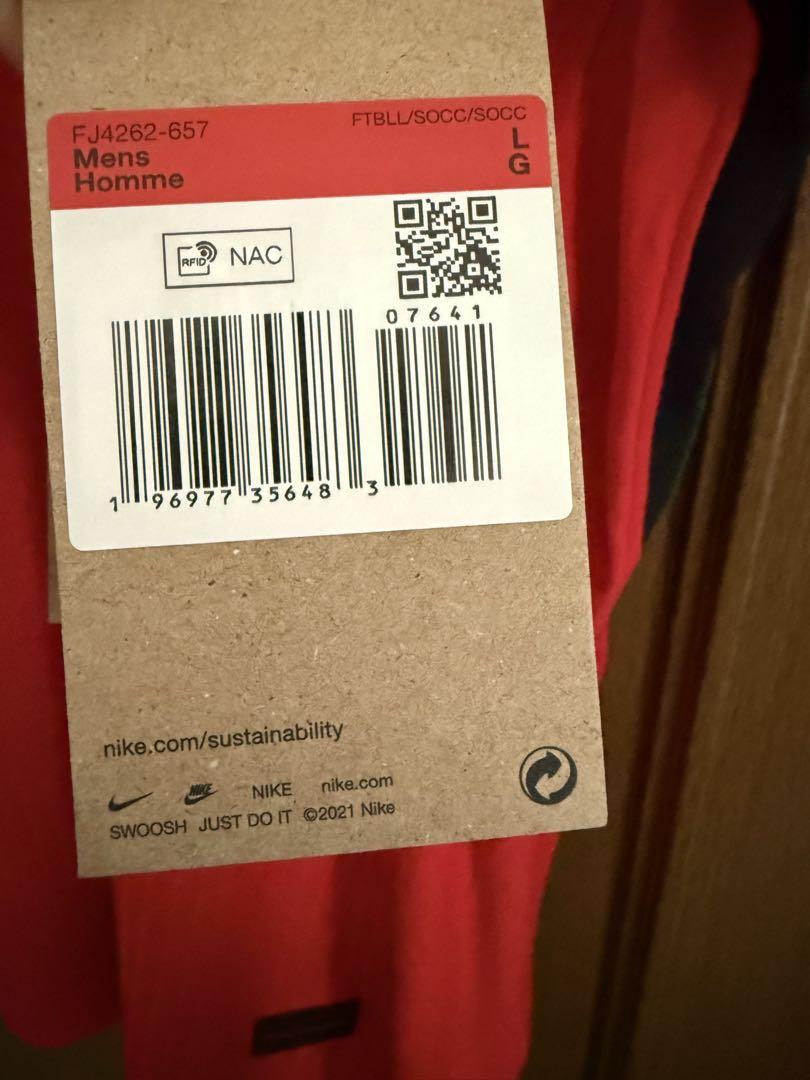 FJ4262-657
FTBLL/SOCC/SOCC
Mens
L
Homme
G
RFID NAC
07641
1 96977 35648 3
nike.com/sustainability
NIKE NIKE nike.com
SWOOSH JUST DO IT ©2021 Nike